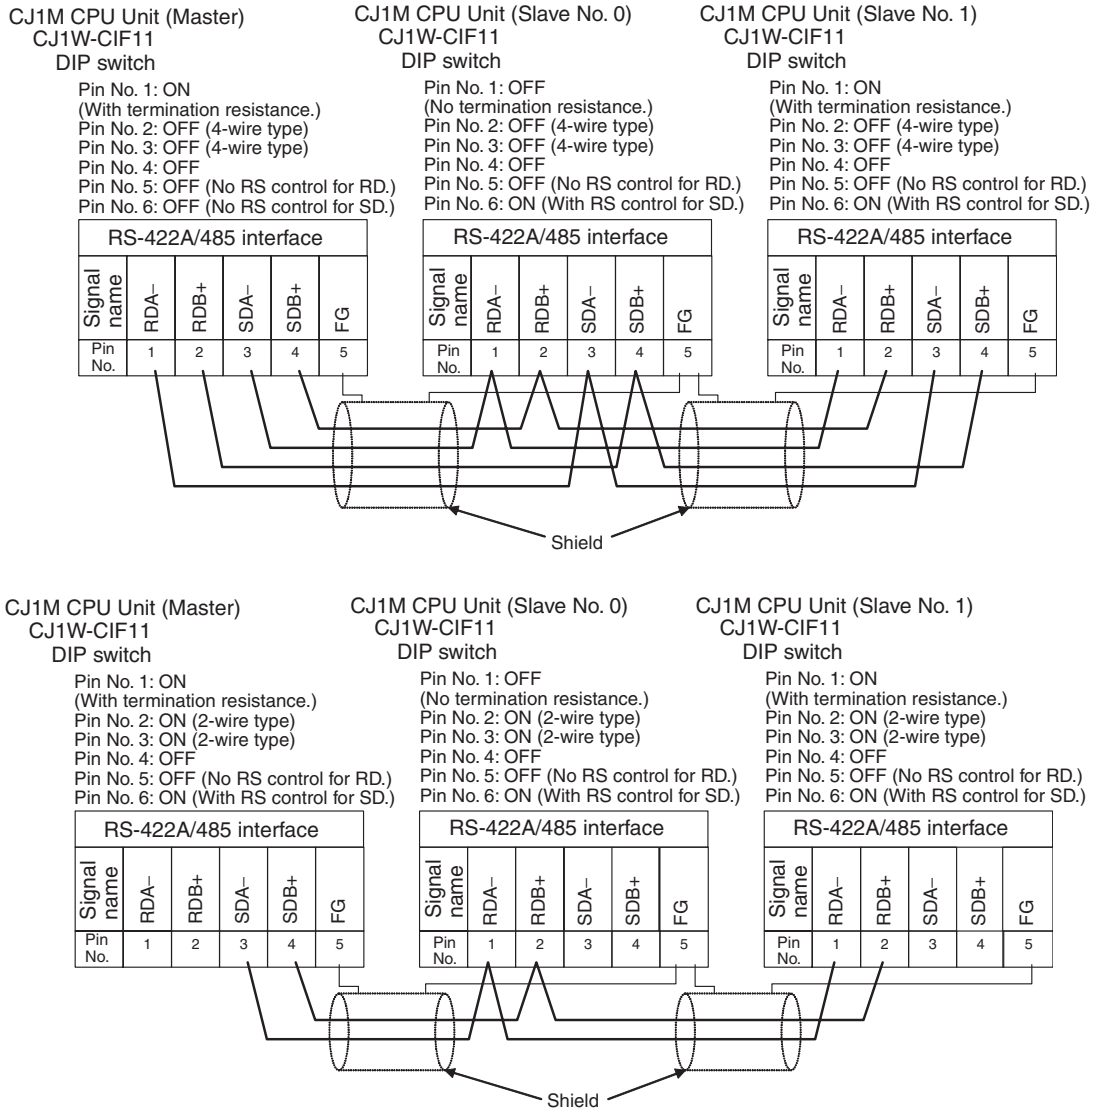 CJ1M CPU Unit (Master)
CJ1W-CIF11
DIP switch
Pin No. 1: ON
(With termination resistance.)
Pin No. 2: OFF (4-wire type)
Pin No. 3: OFF (4-wire type)
Pin No. 4: OFF
Pin No. 5: OFF (No RS control for RD.)
Pin No. 6: OFF (No RS control for SD.)
RS-422A/485 interface
Signal name
RDA–
RDB+
SDA–
SDB+
FG
Pin No.
1
2
3
4
5
CJ1M CPU Unit (Slave No. 0)
CJ1W-CIF11
DIP switch
Pin No. 1: OFF
(No termination resistance.)
Pin No. 2: OFF (4-wire type)
Pin No. 3: OFF (4-wire type)
Pin No. 4: OFF
Pin No. 5: OFF (No RS control for RD.)
Pin No. 6: ON (With RS control for SD.)
RS-422A/485 interface
Signal name
RDA–
RDB+
SDA–
SDB+
FG
Pin No.
1
2
3
4
5
CJ1M CPU Unit (Slave No. 1)
CJ1W-CIF11
DIP switch
Pin No. 1: ON
(With termination resistance.)
Pin No. 2: OFF (4-wire type)
Pin No. 3: OFF (4-wire type)
Pin No. 4: OFF
Pin No. 5: OFF (No RS control for RD.)
Pin No. 6: ON (With RS control for SD.)
RS-422A/485 interface
Signal name
RDA–
RDB+
SDA–
SDB+
FG
Pin No.
1
2
3
4
5
Shield
CJ1M CPU Unit (Master)
CJ1W-CIF11
DIP switch
Pin No. 1: ON
(With termination resistance.)
Pin No. 2: ON (2-wire type)
Pin No. 3: ON (2-wire type)
Pin No. 4: OFF
Pin No. 5: OFF (No RS control for RD.)
Pin No. 6: ON (With RS control for SD.)
RS-422A/485 interface
Signal name
RDA–
RDB+
SDA–
SDB+
FG
Pin No.
1
2
3
4
5
CJ1M CPU Unit (Slave No. 0)
CJ1W-CIF11
DIP switch
Pin No. 1: OFF
(No termination resistance.)
Pin No. 2: ON (2-wire type)
Pin No. 3: ON (2-wire type)
Pin No. 4: OFF
Pin No. 5: OFF (No RS control for RD.)
Pin No. 6: ON (With RS control for SD.)
RS-422A/485 interface
Signal name
RDA–
RDB+
SDA–
SDB+
FG
Pin No.
1
2
3
4
5
CJ1M CPU Unit (Slave No. 1)
CJ1W-CIF11
DIP switch
Pin No. 1: ON
(With termination resistance.)
Pin No. 2: ON (2-wire type)
Pin No. 3: ON (2-wire type)
Pin No. 4: OFF
Pin No. 5: OFF (No RS control for RD.)
Pin No. 6: ON (With RS control for SD.)
RS-422A/485 interface
Signal name
RDA–
RDB+
SDA–
SDB+
FG
Pin No.
1
2
3
4
5
Shield